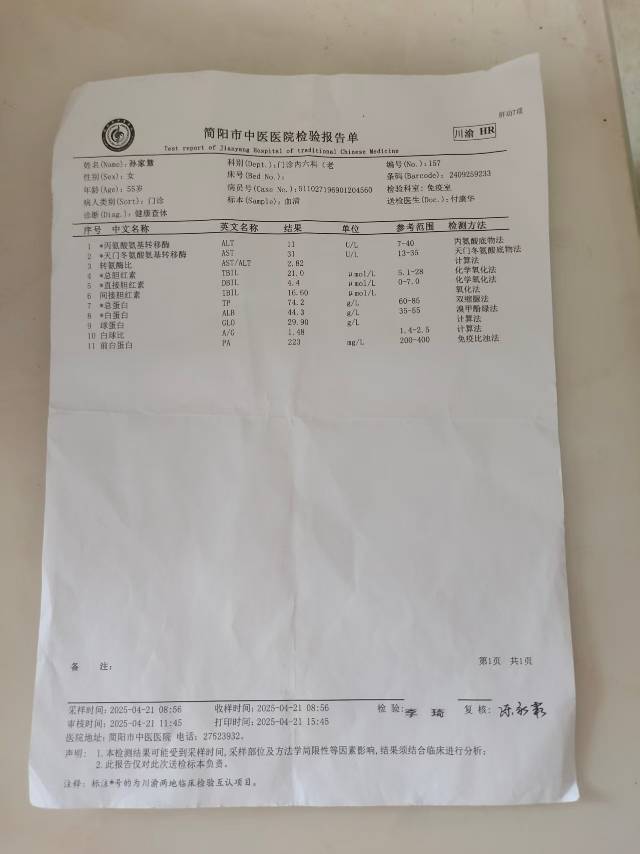 肝功7项
简阳市中医医院检验报告单
川渝 HR
Test report of Jianyang Hospital of traditional Chinese Medicine
姓名(Name): 孙家慧 科别(Dept.):门诊内六科（老 编号(No.):157
性别(Sex): 女 床号(Bed No.): 条码(Barcode): 2409259233
年龄(Age): 55岁 病员号(Case No.):511027196901204560 检验科室: 免疫室
病人类别(Sort): 门诊 标本(Sample): 血清 送检医生(Doc.): 付廉华
诊断(Diag.): 健康查体
序号 中文名称 英文名称 结果 单位 参考范围 检测方法
1 *丙氨酸氨基转移酶 ALT 11 U/L 7-40 丙氨酸底物法
2 *天门冬氨酸氨基转移酶 AST 31 U/L 13-35 天门冬氨酸底物法
3 转氨酶比 AST/ALT 2.82 计算法
4 *总胆红素 TBIL 21.0 μmol/L 5.1-28 化学氧化法
5 *直接胆红素 DBIL 4.4 μmol/L 0-7.0 化学氧化法
6 间接胆红素 IBIL 16.60 μmol/L 氧化法
7 *总蛋白 TP 74.2 g/L 60-85 双缩脲法
8 *白蛋白 ALB 44.3 g/L 35-55 溴甲酚绿法
9 球蛋白 GLO 29.90 g/L 计算法
10 白球比 A/G 1.48 1.4-2.5 计算法
11 前白蛋白 PA 223 mg/L 200-400 免疫比浊法
备 注: 第1页 共1页
采样时间: 2025-04-21 08:56 收样时间: 2025-04-21 08:56 检 验: 李 琦 复 核:
审核时间: 2025-04-21 11:45 打印时间: 2025-04-21 15:45
医院地址: 简阳市中医医院 电话: 27523932。
声明: 1.本检测结果可能受到采样时间,采样部位及方法学局限性等因素影响,结果须结合临床进行分析;
2.此报告仅对此次送检标本负责。
注释: 标注*号的为川渝两地临床检验互认项目。